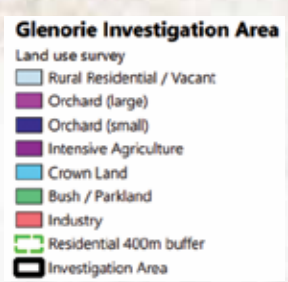 Glenorie Investigation Area
Land use survey
Rural Residential / Vacant
Orchard (large)
Orchard (small)
Intensive Agriculture
Crown Land
Bush / Parkland
Industry
Residential 400m buffer
Investigation Area